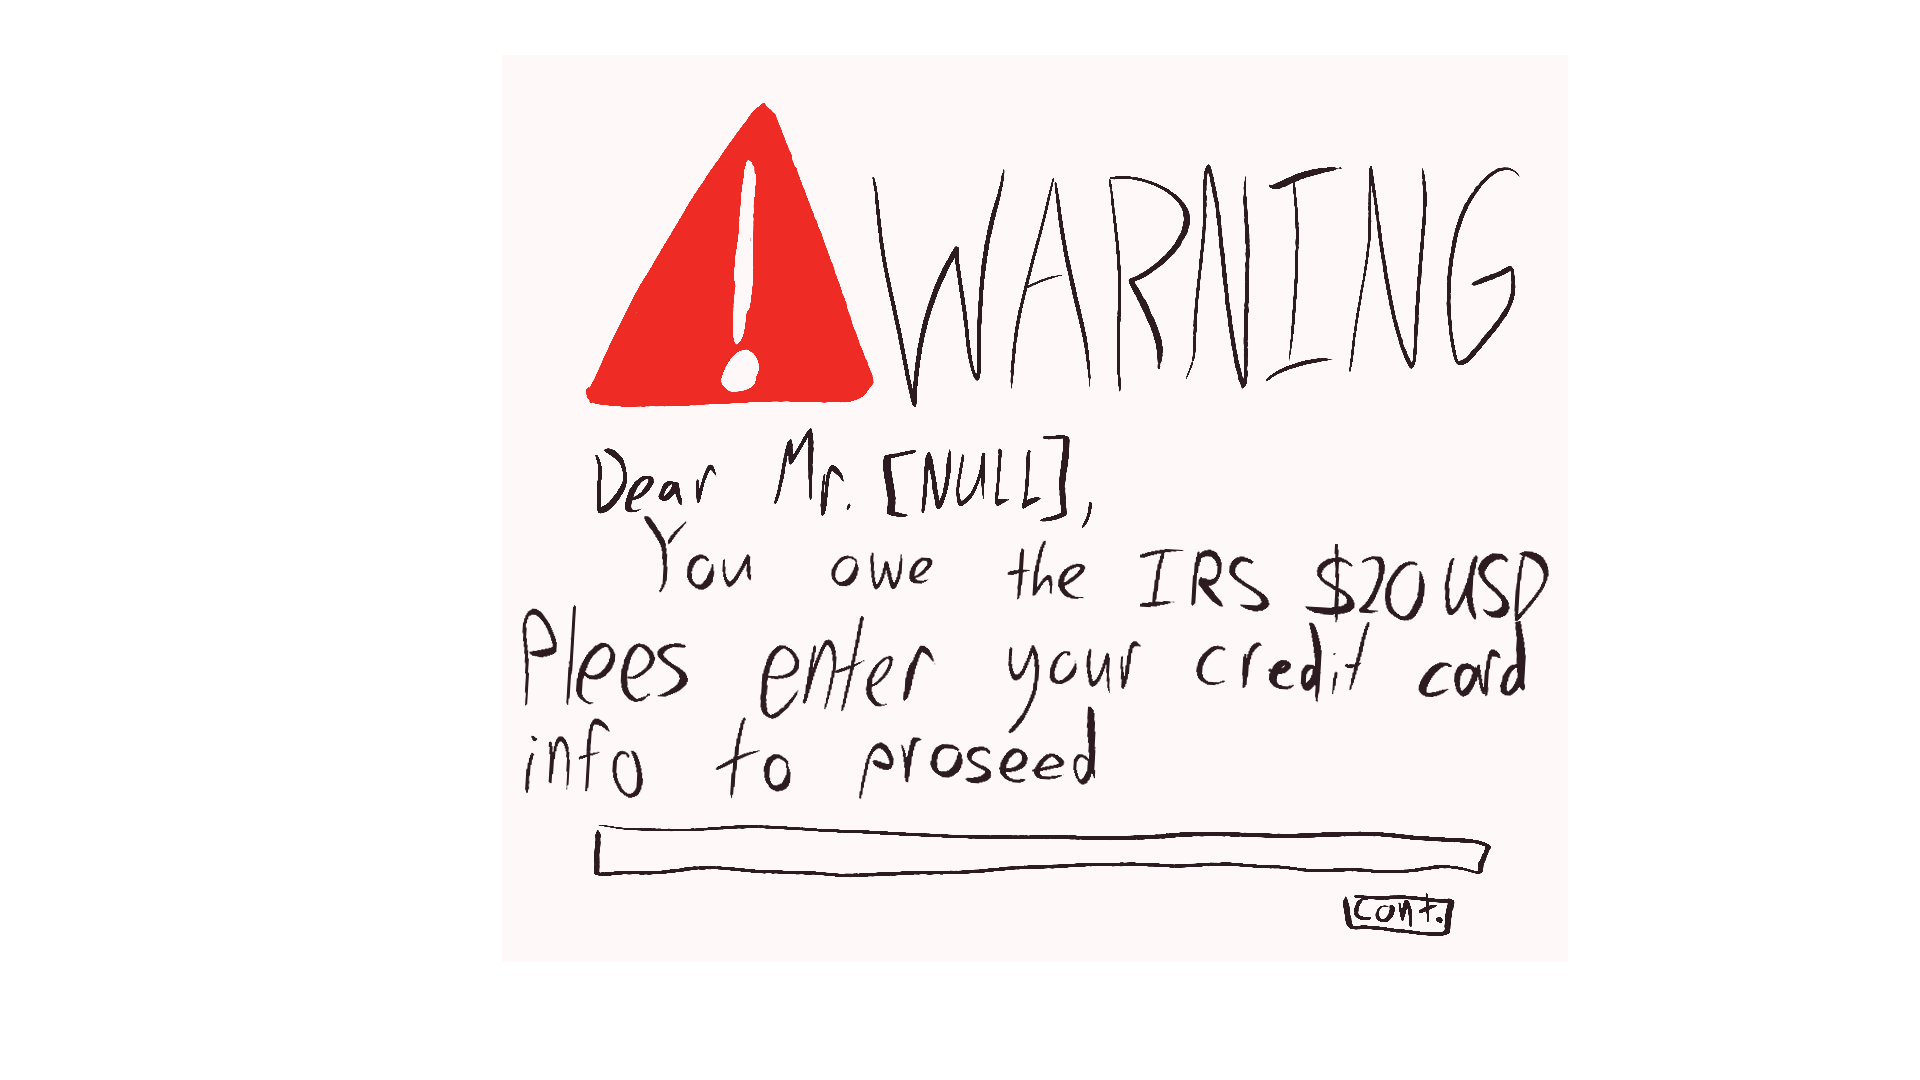 ! WARNING
Dear Mr. [NULL],
You owe the IRS $20 USD
Plees enter your credit card
info to proseed
cont.